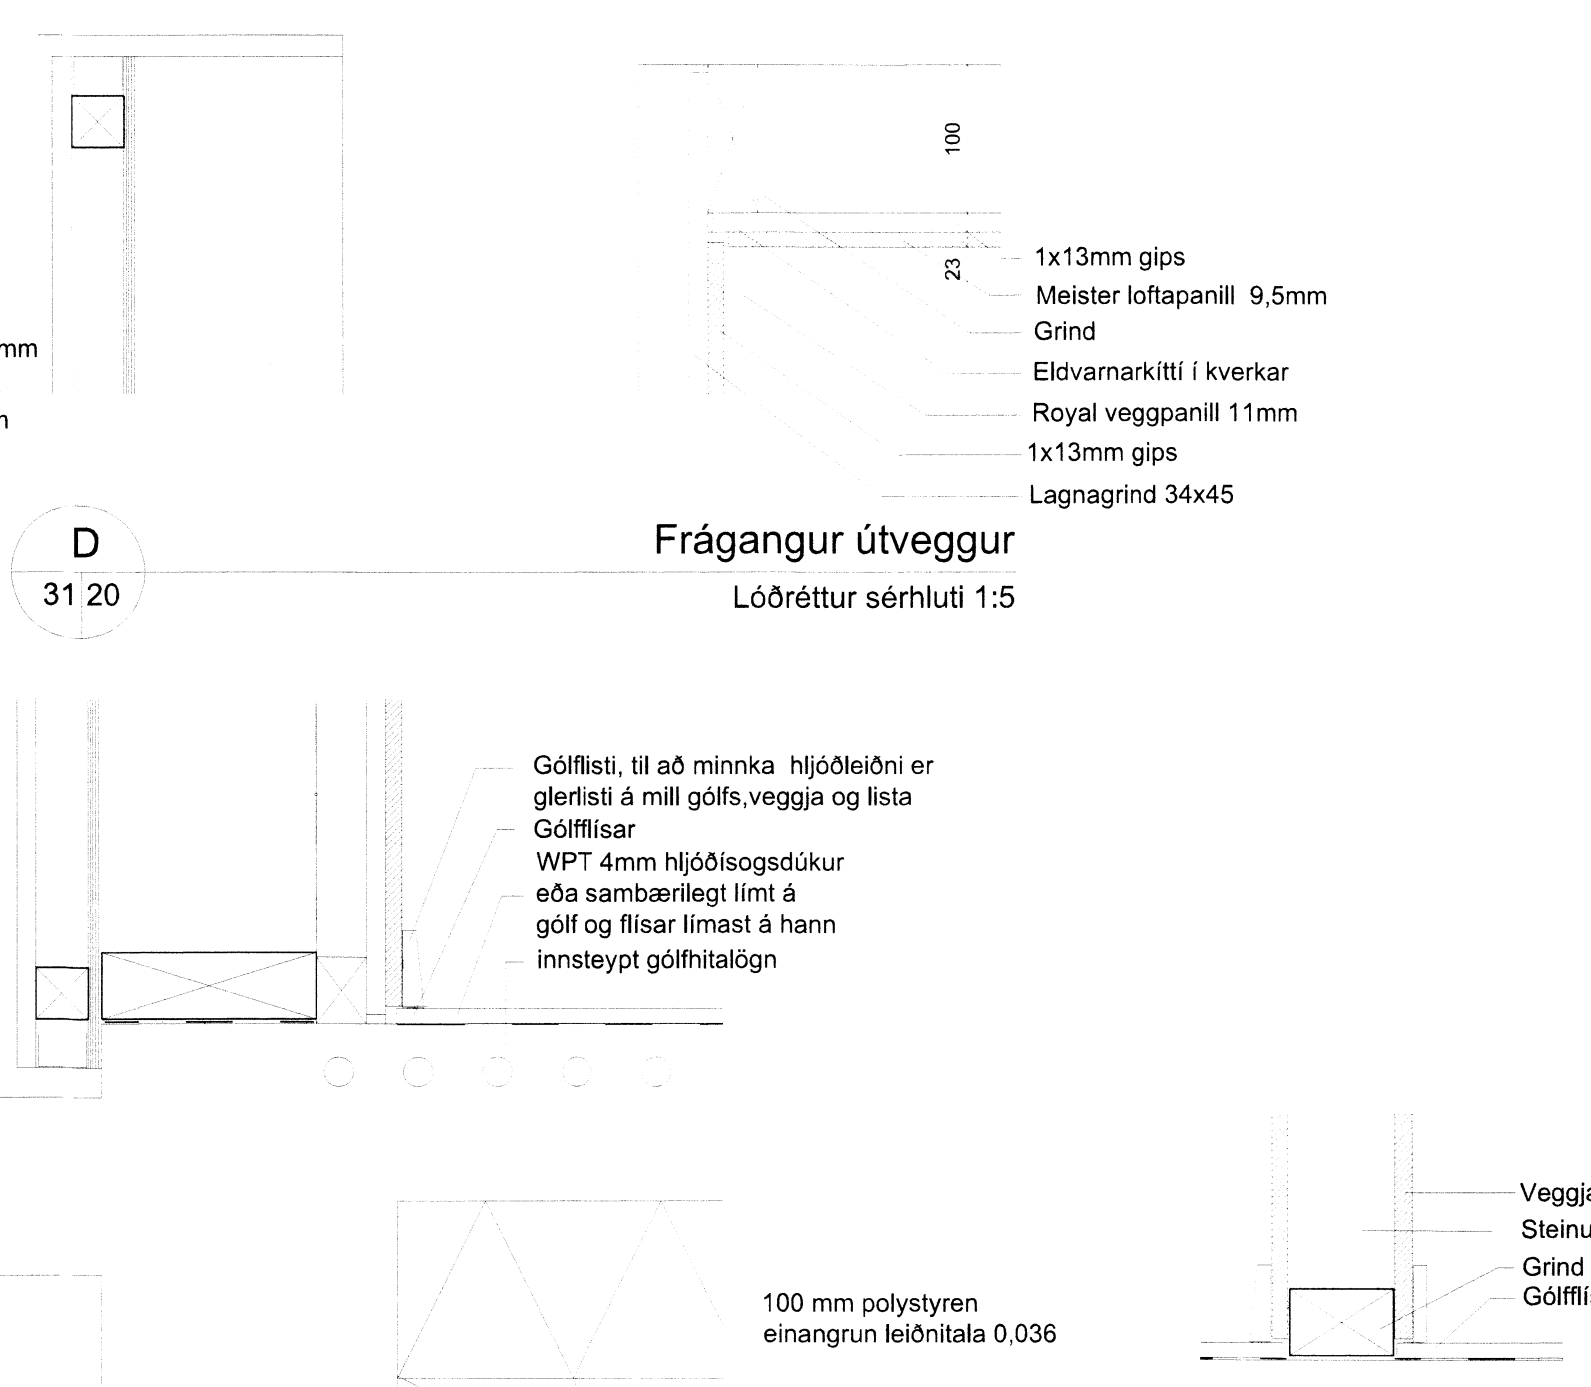 100
23
1x13mm gips
Meister loftapanill 9,5mm
Grind
Eldvarnarkíttí í kverkar
Royal veggpanill 11mm
1x13mm gips
Lagnagrind 34x45
mm
D
31 20
Frágangur útveggur
Lóðréttur sérhluti 1:5
Gólflisti, til að minnka hljóðleiðni er
glerlisti á mill gólfs,veggja og lista
Gólfflísar
WPT 4mm hljóðísogsdúkur
eða sambærilegt límt á
gólf og flísar límast á hann
innsteypt gólfhitalögn
100 mm polystyren
einangrun leiðnitala 0,036
Grind